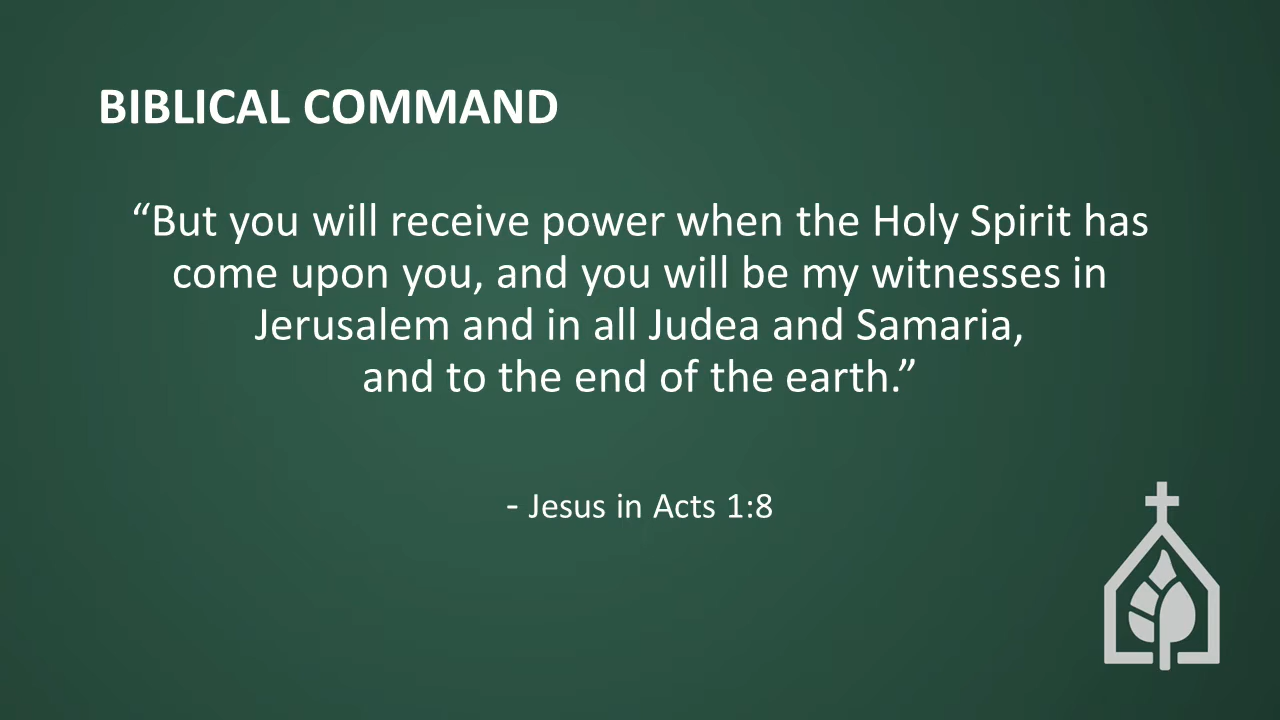 BIBLICAL COMMAND
“But you will receive power when the Holy Spirit has
come upon you, and you will be my witnesses in
Jerusalem and in all Judea and Samaria,
and to the end of the earth.”
- Jesus in Acts 1:8